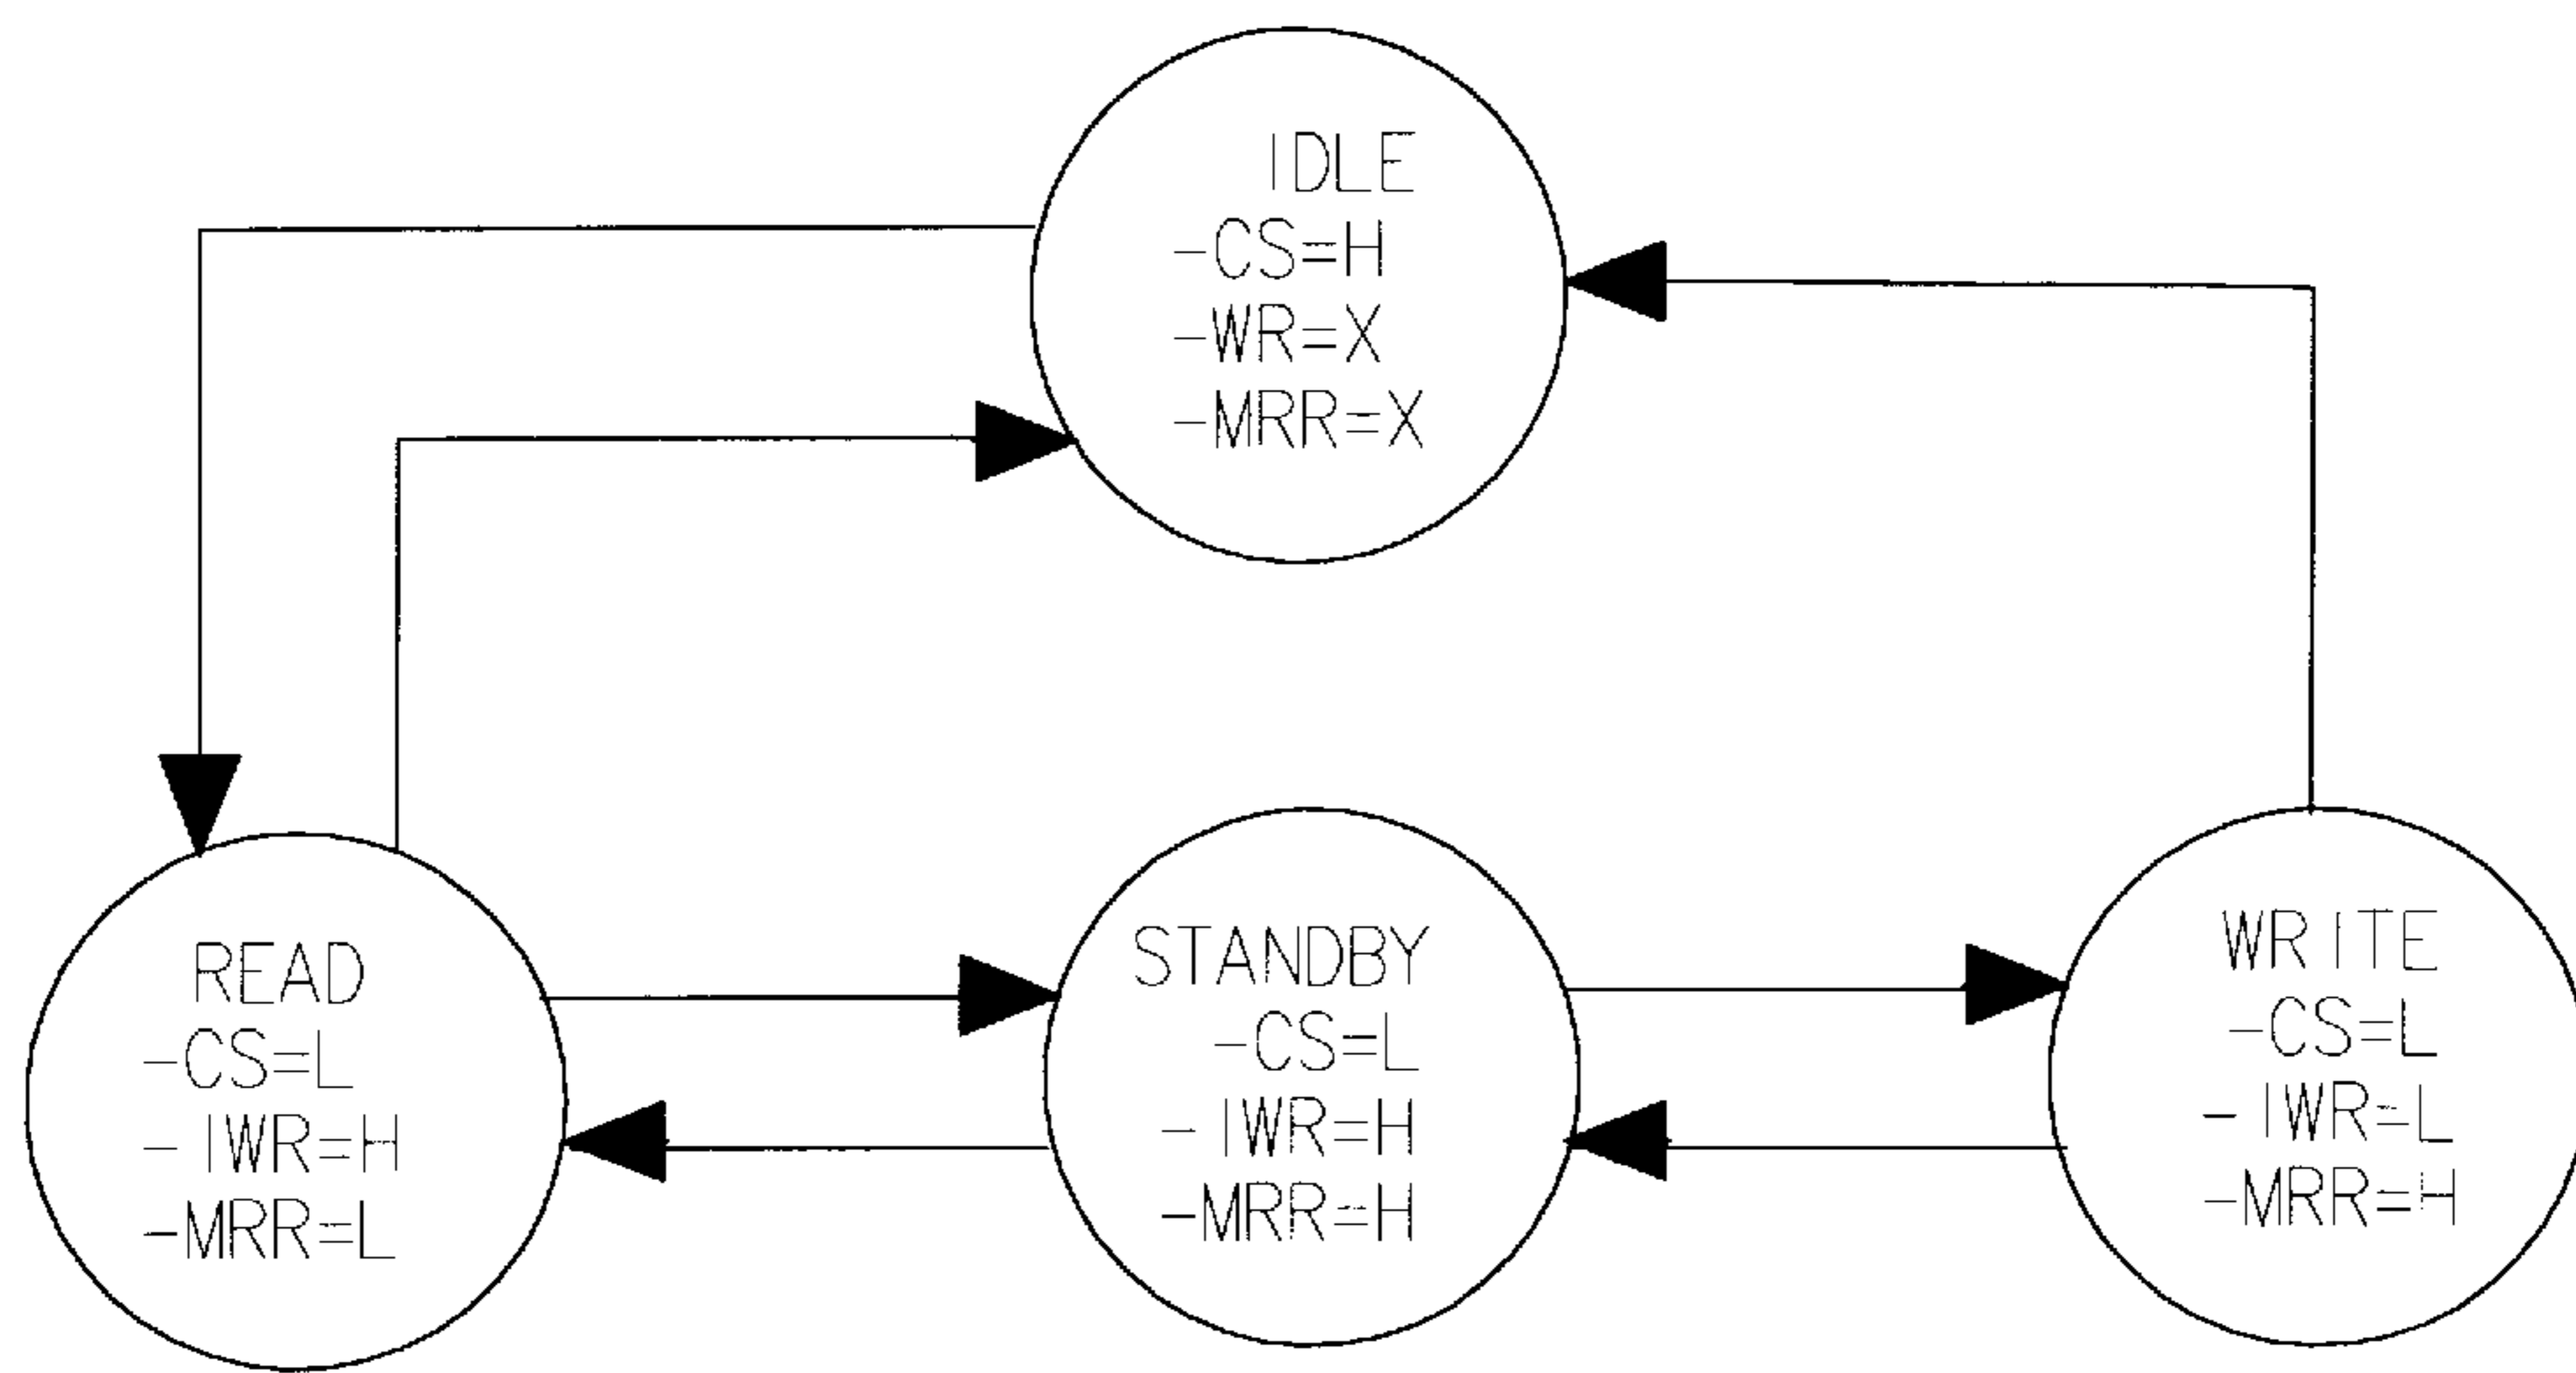 IDLE
-CS=H
-WR=X
-MRR=X
READ
-CS=L
-IWR=H
-MRR=L
STANDBY
-CS=L
-IWR=H
-MRR=H
WRITE
-CS=L
-IWR=L
-MRR=H